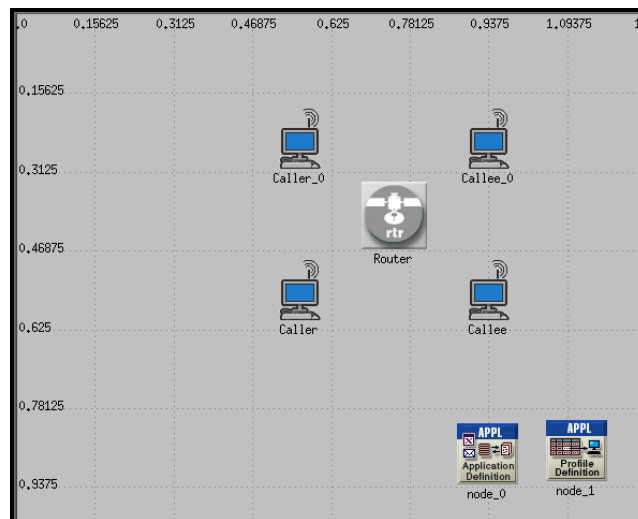 .0 0.15625 0.3125 0.46875 0.625 0.78125 0.9375 1.09375 1
0.15625
0.3125
Caller_0 Callee_0
rtr
0.46875
Router
0.625
Caller Callee
0.78125
APPL APPL
Application Definition Profile Definition
0.9375
node_0 node_1